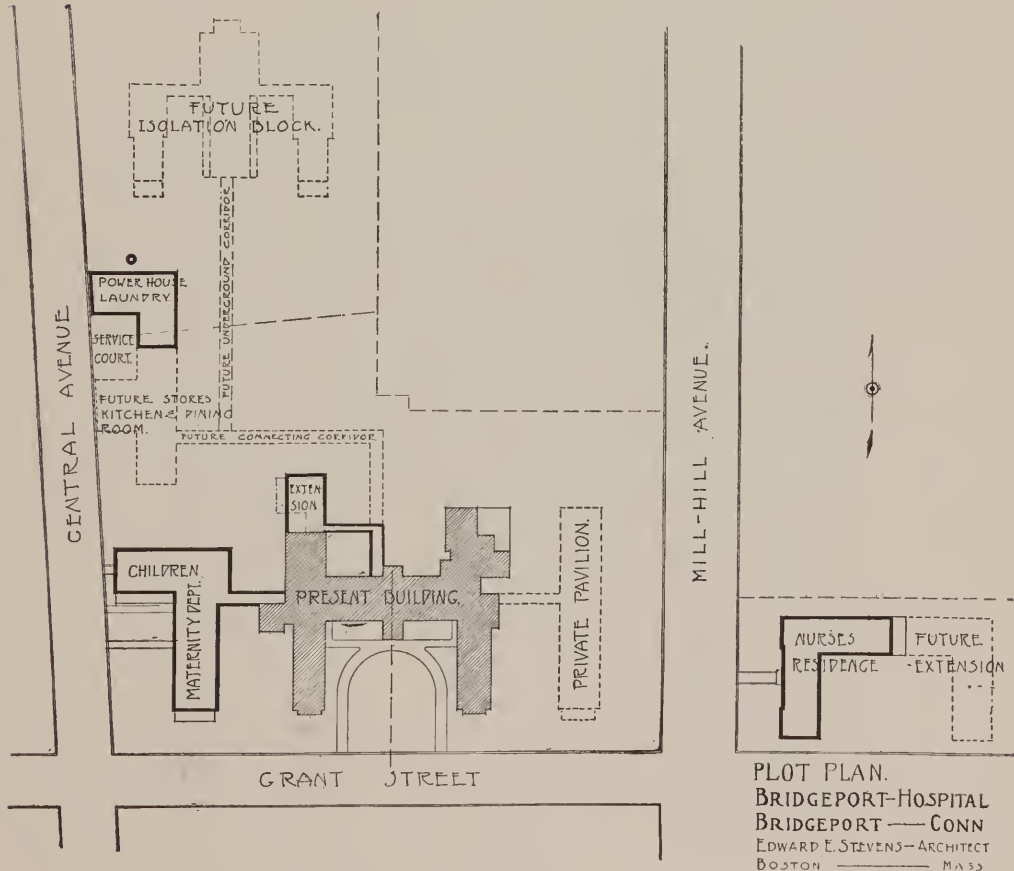 FUTURE
ISOLATION BLOCK.
FUTURE UNDERGROUND CORRIDOR
POWER HOUSE
LAUNDRY
SERVICE
COURT.
CENTRAL AVENUE
FUTURE STORES
KITCHEN & DINING
ROOM.
FUTURE CONNECTING CORRIDOR
MILL-HILL AVENUE.
EXTEN-
SION
CHILDREN
MATERNITY DEPT.
PRESENT BUILDING.
PRIVATE PAVILION.
NURSES
RESIDENCE
FUTURE
-EXTENSION
GRANT STREET
PLOT PLAN.
BRIDGEPORT-HOSPITAL
BRIDGEPORT — CONN
EDWARD E. STEVENS-ARCHITECT
BOSTON — MASS